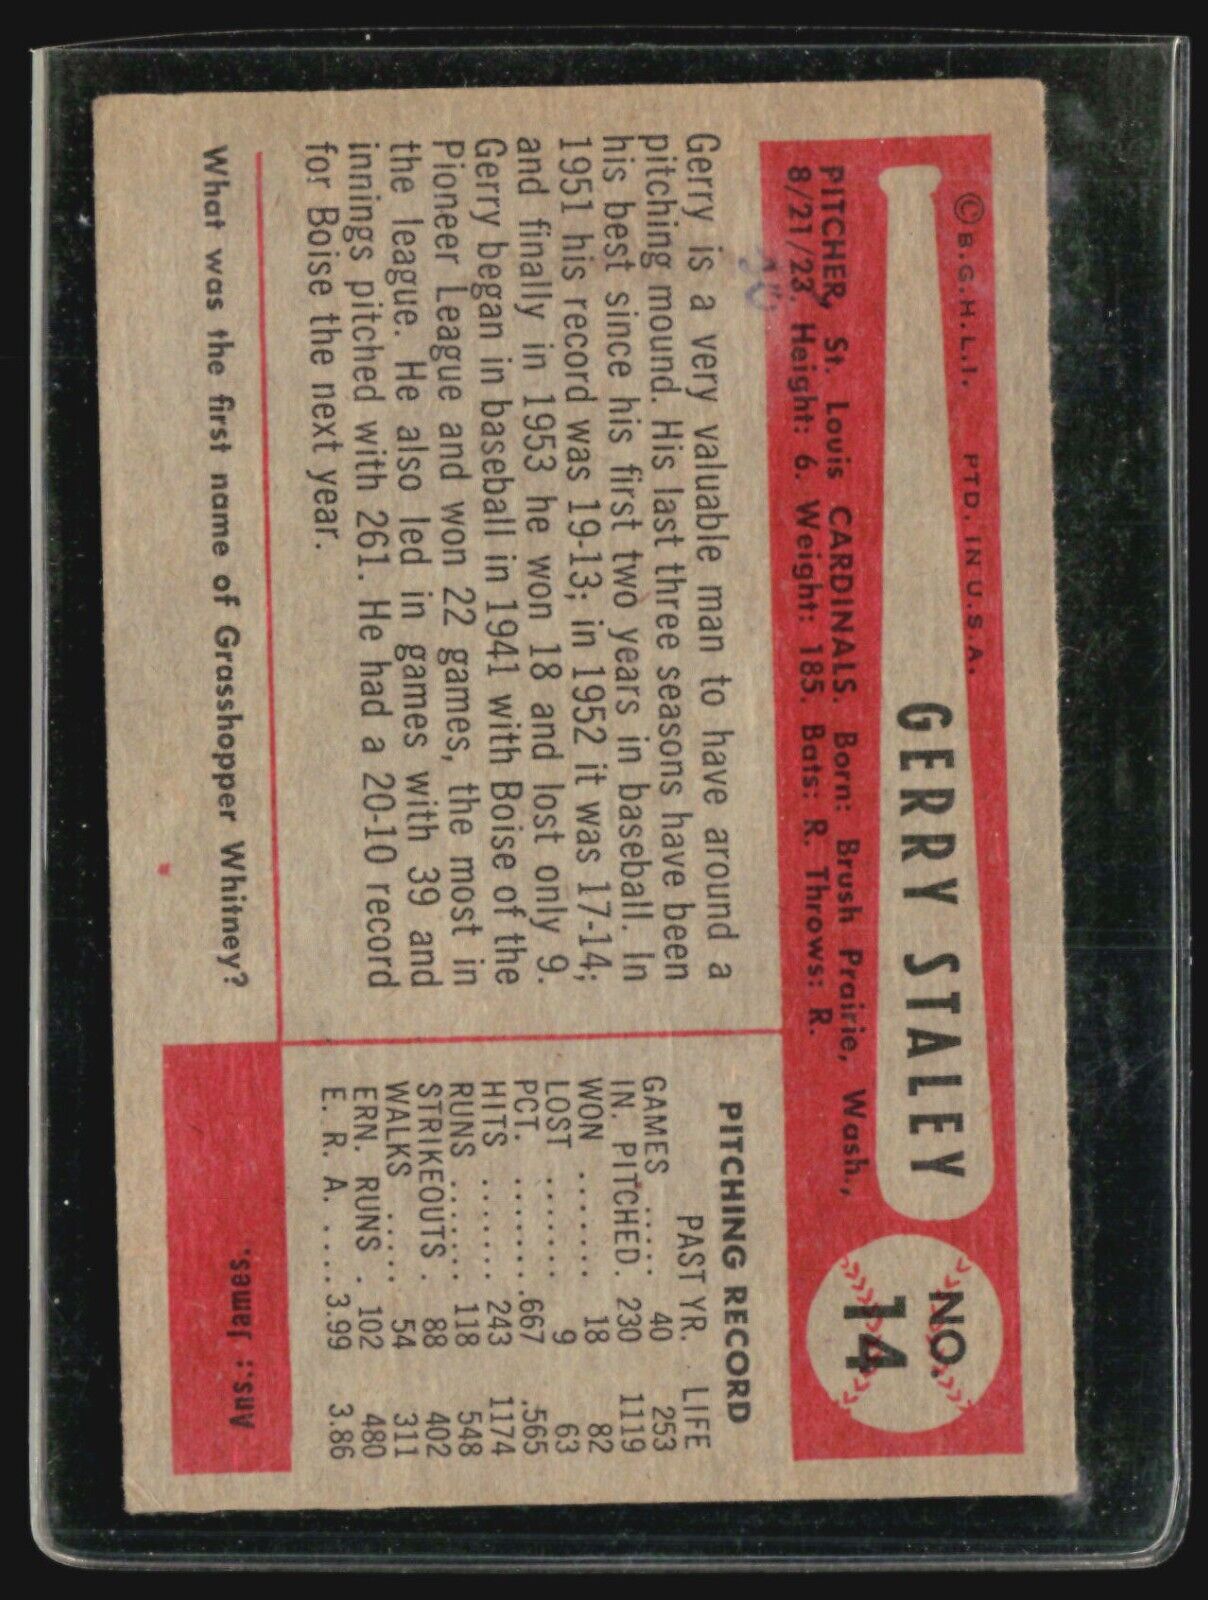 © B.G.H.L.I. PTD. IN U.S.A.
GERRY STALEY
NO.
14
PITCHER, St. Louis CARDINALS. Born: Brush Prairie, Wash.,
8/21/23. Height: 6. Weight: 185. Bats: R. Throws: R.
Gerry is a very valuable man to have around a
pitching mound. His last three seasons have been
his best since his first two years in baseball. In
1951 his record was 19-13; in 1952 it was 17-14;
and finally in 1953 he won 18 and lost only 9.
Gerry began in baseball in 1941 with Boise of the
Pioneer League and won 22 games, the most in
the league. He also led in games with 39 and
innings pitched with 261. He had a 20-10 record
for Boise the next year.
PITCHING RECORD
PAST YR. LIFE
GAMES ..... 40 253
IN. PITCHED. 230 1119
WON ....... 18 82
LOST ....... 9 63
PCT. .......667 .565
HITS ....... 243 1174
RUNS ...... 118 548
STRIKEOUTS . 88 402
WALKS ..... 54 311
ERN. RUNS . 102 480
E. R. A. ....3.99 3.86
What was the first name of Grasshopper Whitney?
Ans.: James.